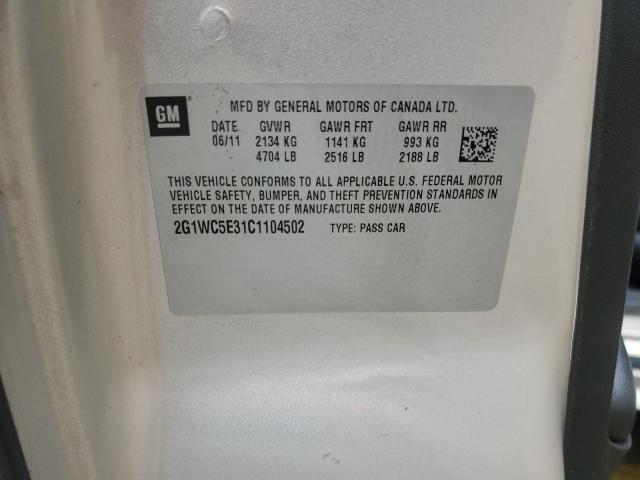 GM
MFD BY GENERAL MOTORS OF CANADA LTD.
DATE GVWR GAWR FRT GAWR RR
06/11 2134 KG 1141 KG 993 KG
4704 LB 2516 LB 2188 LB
THIS VEHICLE CONFORMS TO ALL APPLICABLE U.S. FEDERAL MOTOR
VEHICLE SAFETY, BUMPER, AND THEFT PREVENTION STANDARDS IN
EFFECT ON THE DATE OF MANUFACTURE SHOWN ABOVE.
2G1WC5E31C1104502 TYPE: PASS CAR